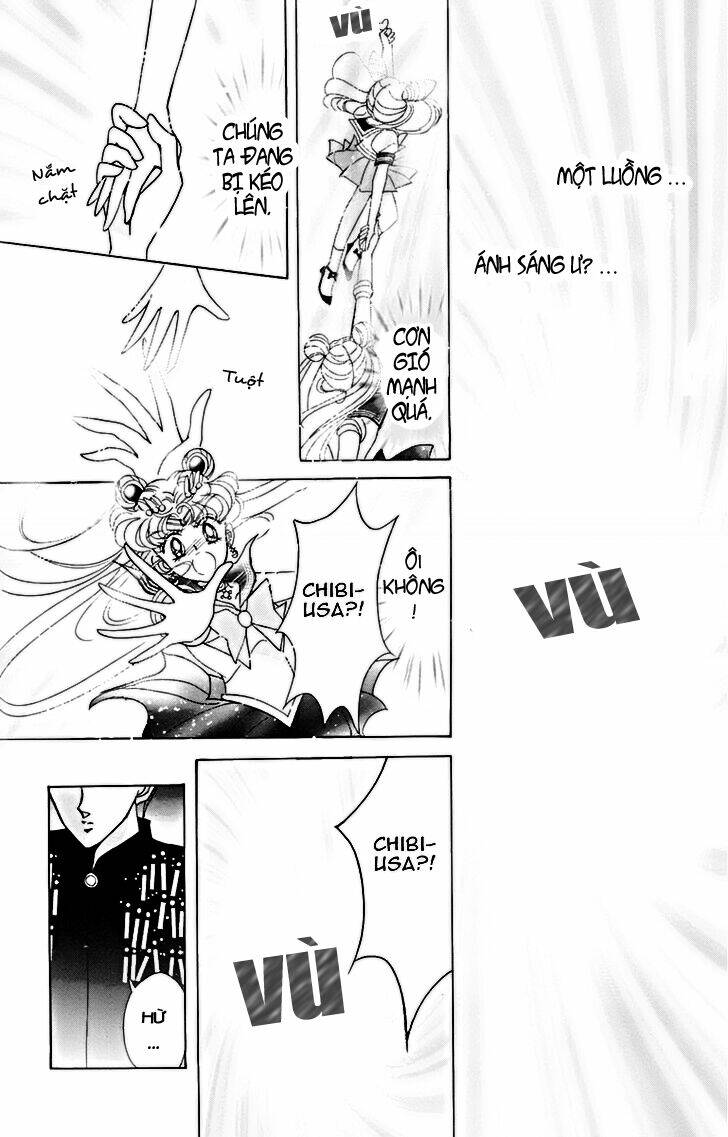 MỘT LUỒNG ...
ÁNH SÁNG Ư? ...
VÙ
VÙ
CƠN
GIÓ
MẠNH
QUÁ.
CHÚNG
TA ĐANG
BỊ KÉO
LÊN.
Nắm
chặt
Tuột
ÔI
KHÔNG
!
CHIBI-
USA?!
CHIBI-
USA?!
VÙ
HỪ
...